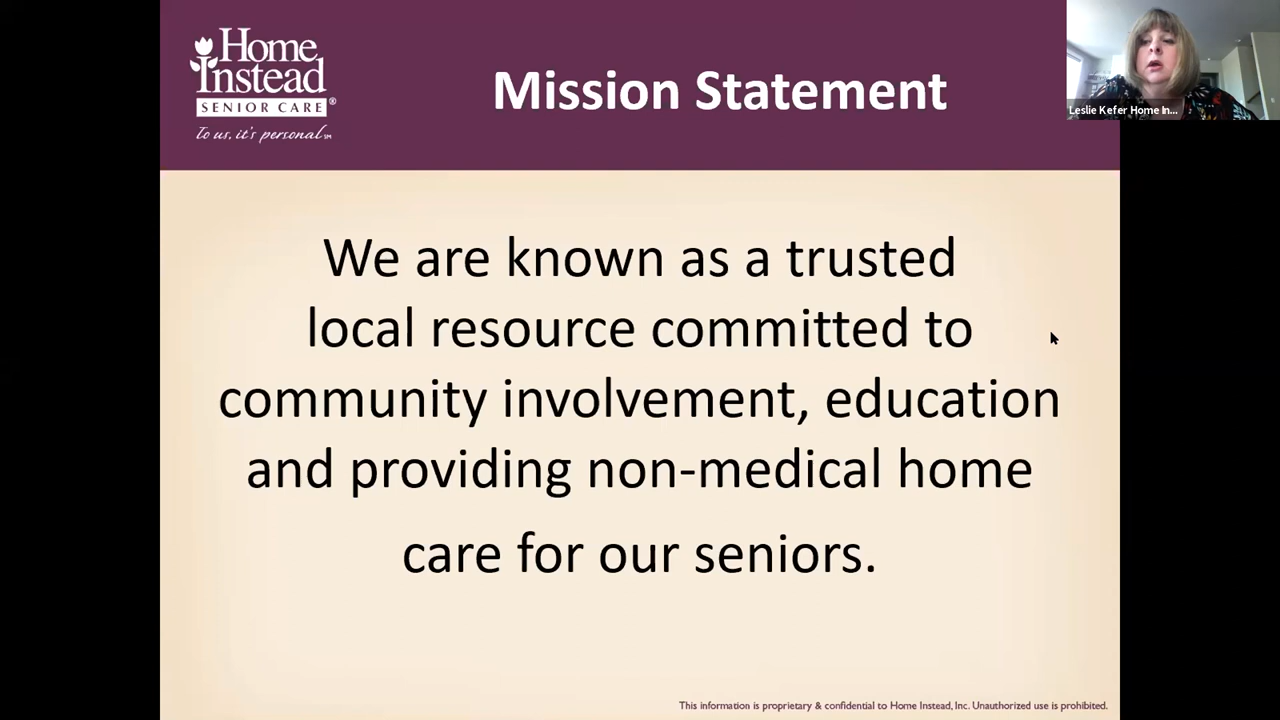 Home
Instead
SENIOR CARE®
To us, it's personal.℠
Mission Statement
Leslie Kefer Home In...
We are known as a trusted
local resource committed to
community involvement, education
and providing non-medical home
care for our seniors.
This information is proprietary & confidential to Home Instead, Inc. Unauthorized use is prohibited.